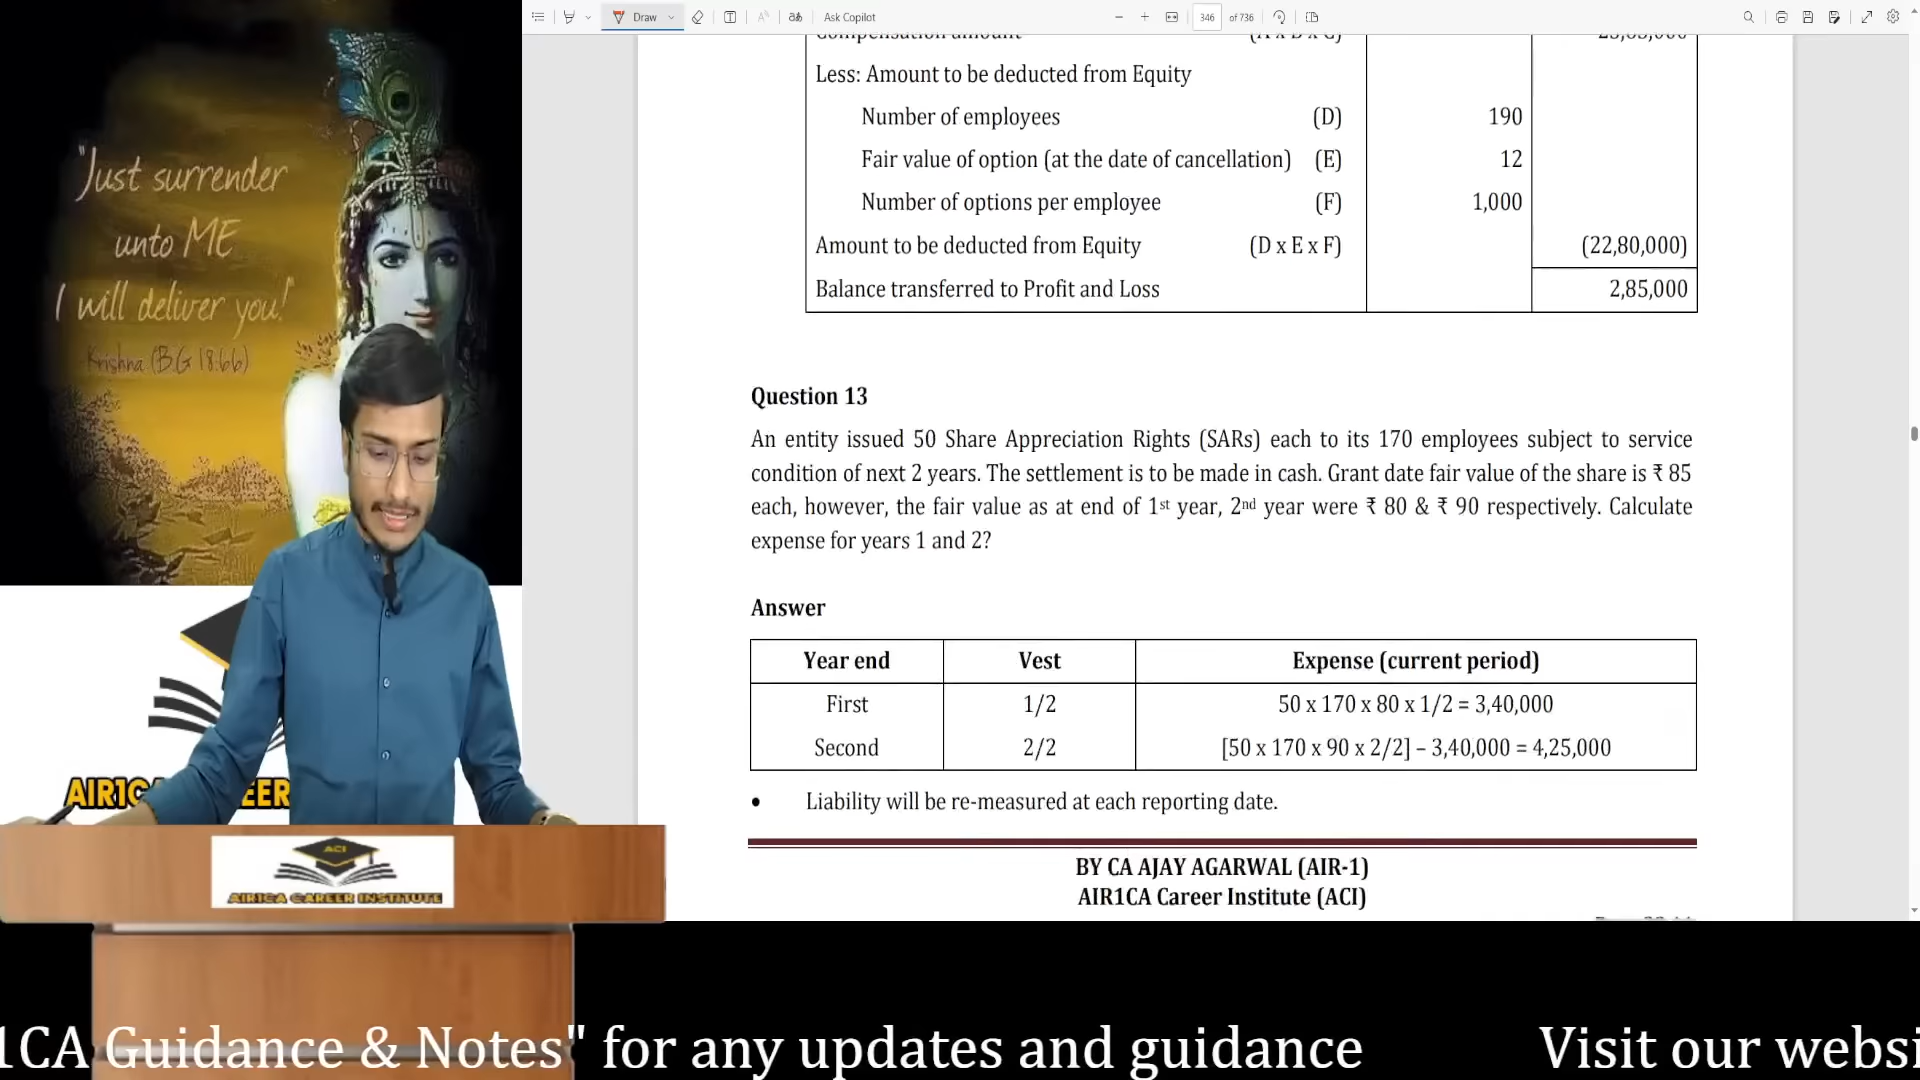 Draw
Ask Copilot
346 of 736
Compensation amount (A x B x C)
Less: Amount to be deducted from Equity
Number of employees (D) 190
Fair value of option (at the date of cancellation) (E) 12
Number of options per employee (F) 1,000
Amount to be deducted from Equity (D x E x F) (22,80,000)
Balance transferred to Profit and Loss 2,85,000
"Just surrender
unto ME
I will deliver you!"
Krishna (B.G 18:66)
Question 13
An entity issued 50 Share Appreciation Rights (SARs) each to its 170 employees subject to service
condition of next 2 years. The settlement is to be made in cash. Grant date fair value of the share is ₹ 85
each, however, the fair value as at end of 1st year, 2nd year were ₹ 80 & ₹ 90 respectively. Calculate
expense for years 1 and 2?
Answer
Year end Vest Expense (current period)
First 1/2 50 x 170 x 80 x 1/2 = 3,40,000
Second 2/2 [50 x 170 x 90 x 2/2] – 3,40,000 = 4,25,000
• Liability will be re-measured at each reporting date.
BY CA AJAY AGARWAL (AIR-1)
AIR1CA Career Institute (ACI)
AIR1C EER
ACI
AIR1CA CAREER INSTITUTE
1CA Guidance & Notes" for any updates and guidance Visit our websi